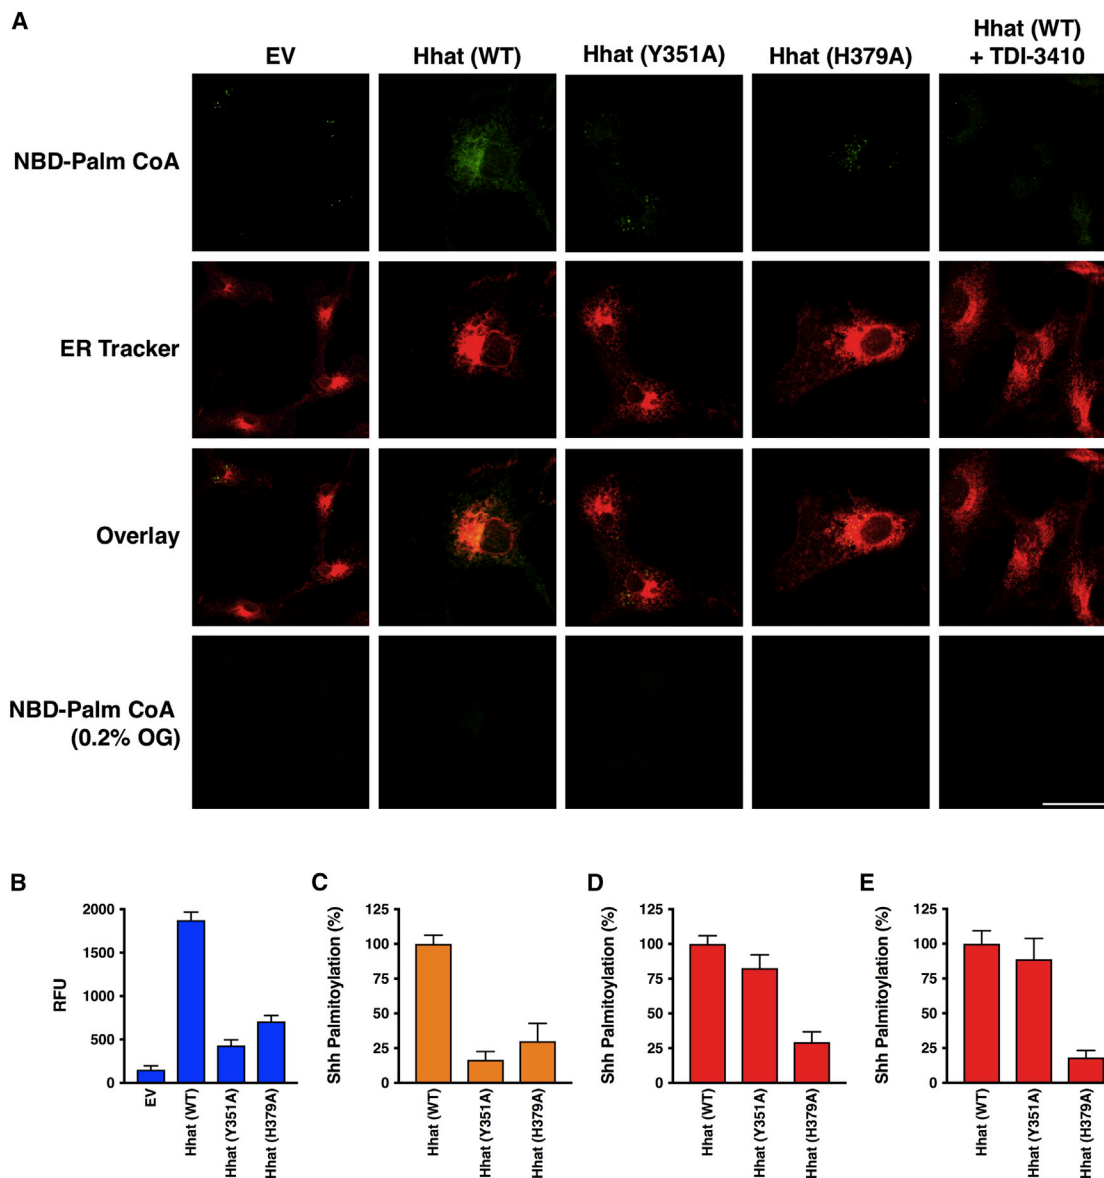 A
EV
Hhat (WT)
Hhat (Y351A)
Hhat (H379A)
Hhat (WT)
+ TDI-3410
NBD-Palm CoA
ER Tracker
Overlay
NBD-Palm CoA
(0.2% OG)
B
RFU
2000
1500
1000
500
0
EV
Hhat (WT)
Hhat (Y351A)
Hhat (H379A)
C
Shh Palmitoylation (%)
125
100
75
50
25
0
Hhat (WT)
Hhat (Y351A)
Hhat (H379A)
D
Shh Palmitoylation (%)
125
100
75
50
25
0
Hhat (WT)
Hhat (Y351A)
Hhat (H379A)
E
Shh Palmitoylation (%)
125
100
75
50
25
0
Hhat (WT)
Hhat (Y351A)
Hhat (H379A)